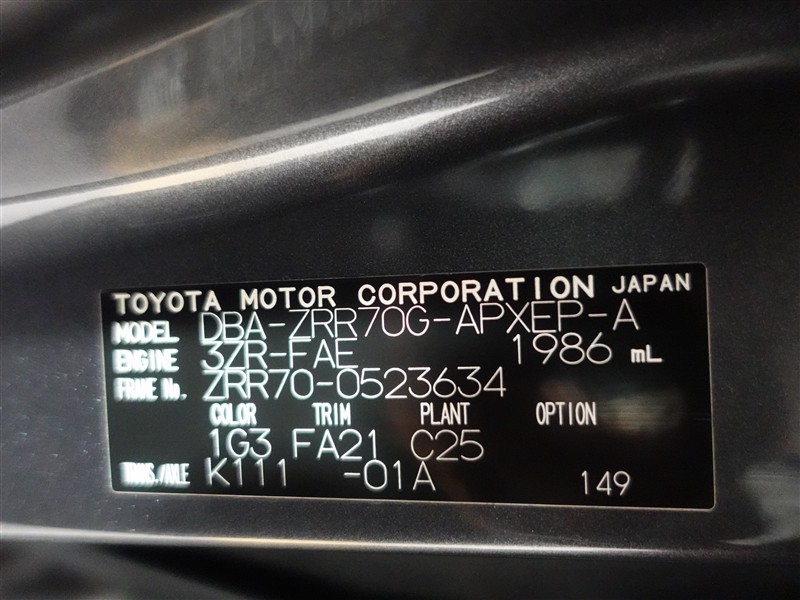 TOYOTA MOTOR CORPORATION JAPAN
MODEL DBA-ZRR70G-APXEP-A
ENGINE 3ZR-FAE 1986 mL
FRAME No. ZRR70-0523634
COLOR TRIM PLANT OPTION
1G3 FA21 C25
TRANS./AXLE K111 -01A 149